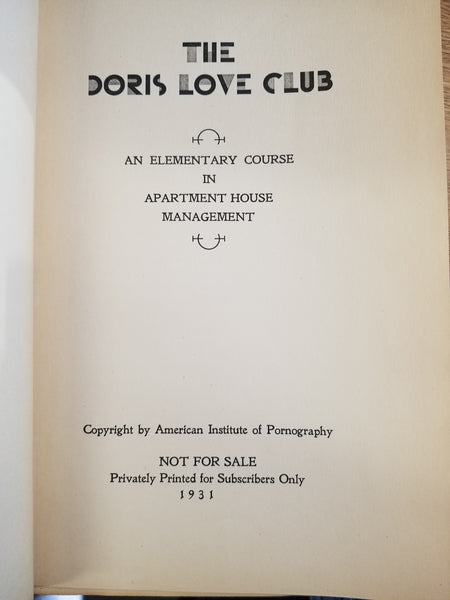 THE
DORIS LOVE CLUB
AN ELEMENTARY COURSE
IN
APARTMENT HOUSE
MANAGEMENT
Copyright by American Institute of Pornography
NOT FOR SALE
Privately Printed for Subscribers Only
1931